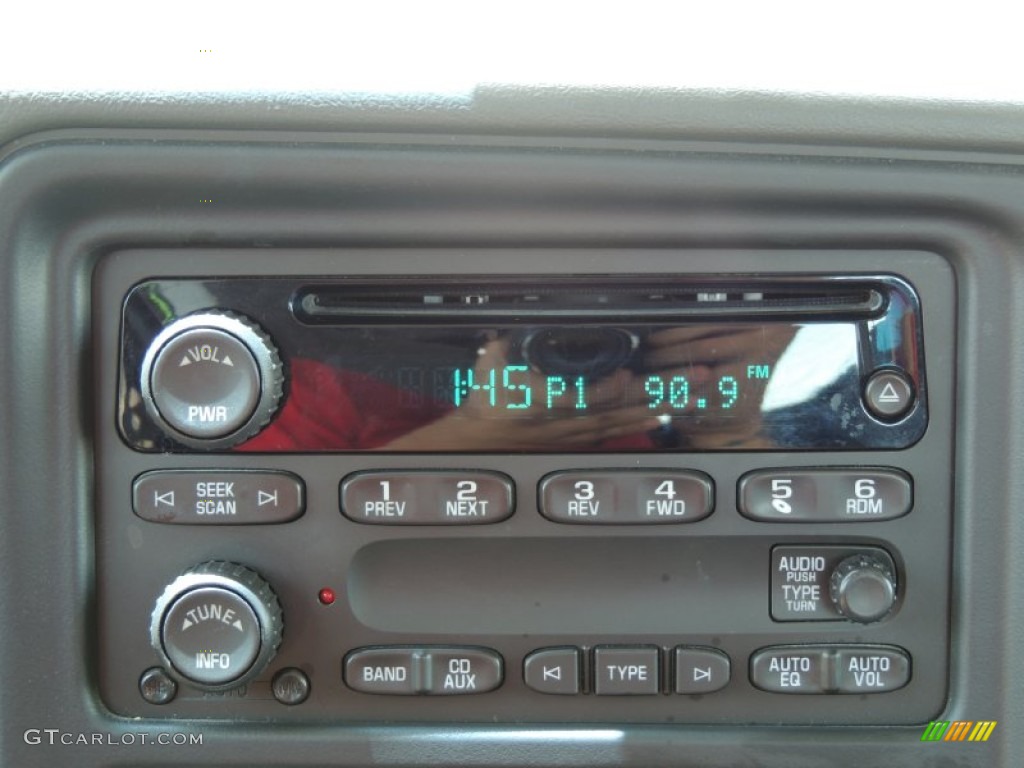 VOL
PWR
1:45 P1 90.9 FM
SEEK
SCAN
1
PREV
2
NEXT
3
REV
4
FWD
5
6
RDM
AUDIO
PUSH
TYPE
TURN
TUNE
INFO
H
M
BAND
CD
AUX
TYPE
AUTO
EQ
AUTO
VOL
GTCARLOT.COM